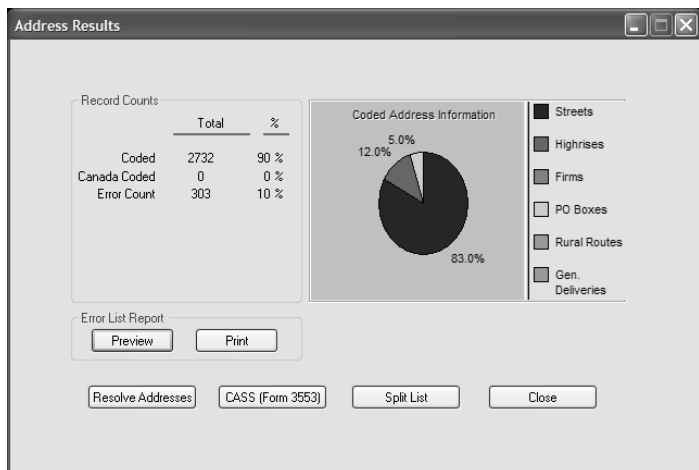 Address Results
Record Counts
Total %
Coded 2732 90 %
Canada Coded 0 0 %
Error Count 303 10 %
Coded Address Information
5.0%
12.0%
83.0%
Streets
Highrises
Firms
PO Boxes
Rural Routes
Gen.
Deliveries
Error List Report
Preview Print
Resolve Addresses CASS (Form 3553) Split List Close